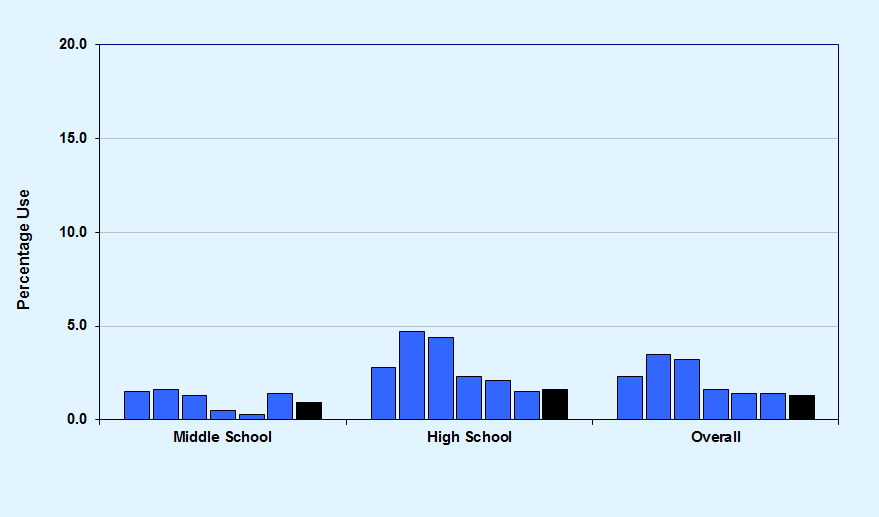 20.0
15.0
10.0
5.0
0.0
Percentage Use
Middle School
High School
Overall